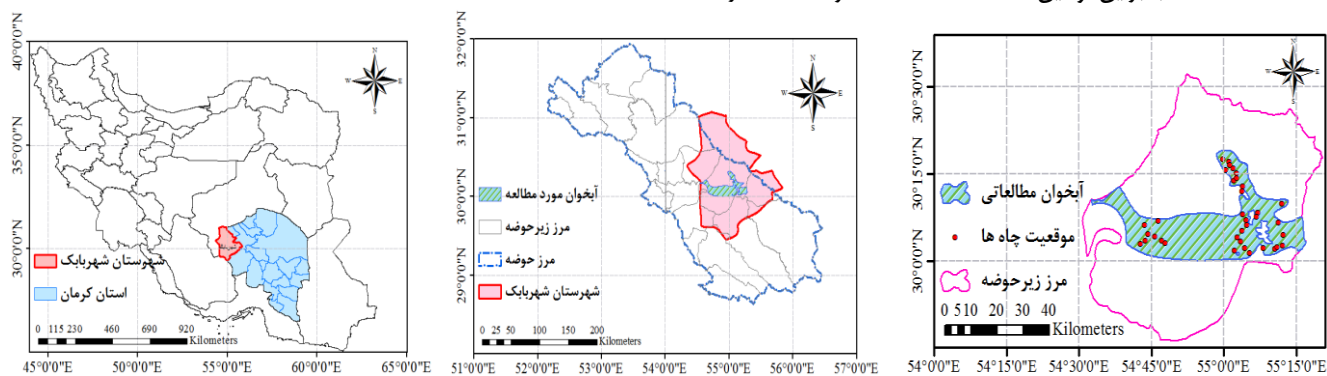 40°0'0"N
35°0'0"N
30°0'0"N
N
W
E
S
شهرستان شهربابک
استان کرمان
0 115 230 460 690 920
Kilometers
45°0'0"E 50°0'0"E 55°0'0"E 60°0'0"E 65°0'0"E
32°0'0"N
31°0'0"N
30°0'0"N
29°0'0"N
N
W
E
S
آبخوان مورد مطالعه
مرز زیرحوضه
مرز حوضه
شهرستان شهربابک
0 25 50 100 150 200
Kilometers
51°0'0"E 52°0'0"E 53°0'0"E 54°0'0"E 55°0'0"E 56°0'0"E 57°0'0"E
30°30'0"N
30°15'0"N
30°0'0"N
N
W
E
S
آبخوان مطالعاتی
موقعیت چاه ها
مرز زیرحوضه
0 5 10 20 30 40
Kilometers
54°0'0"E 54°30'0"E 54°45'0"E 55°0'0"E 55°15'0"E